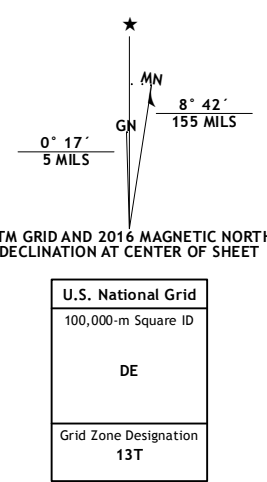 ★
MN
GN
8° 42´
155 MILS
0° 17´
5 MILS
TM GRID AND 2016 MAGNETIC NORTH
DECLINATION AT CENTER OF SHEET
U.S. National Grid
100,000-m Square ID
DE
Grid Zone Designation
13T